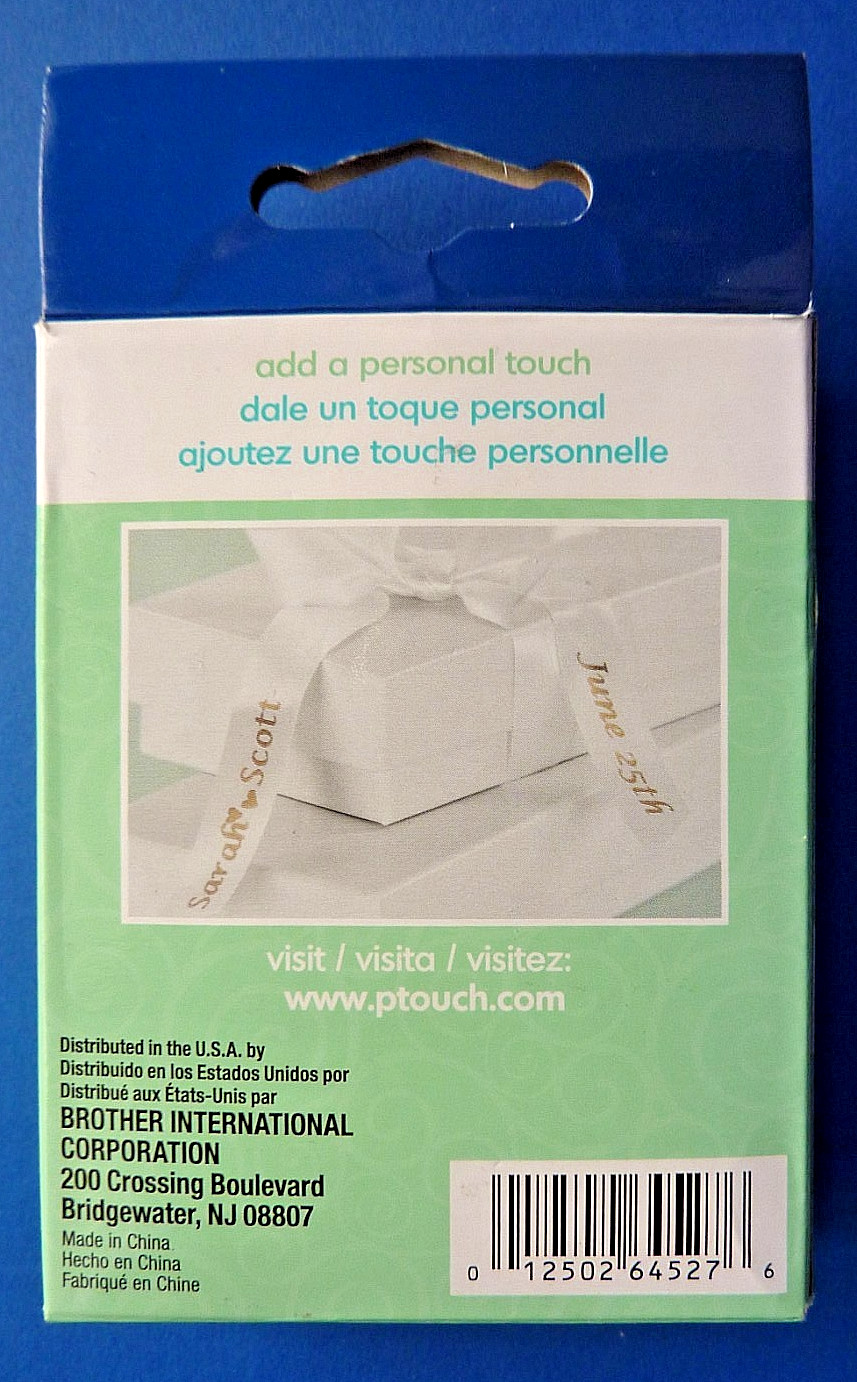 add a personal touch
dale un toque personal
ajoutez une touche personnelle
Sarah Scott
June 25th
visit / visita / visitez:
www.ptouch.com
Distributed in the U.S.A. by
Distribuido en los Estados Unidos por
Distribué aux États-Unis par
BROTHER INTERNATIONAL
CORPORATION
200 Crossing Boulevard
Bridgewater, NJ 08807
Made in China
Hecho en China
Fabriqué en Chine
0 12502 64527 6